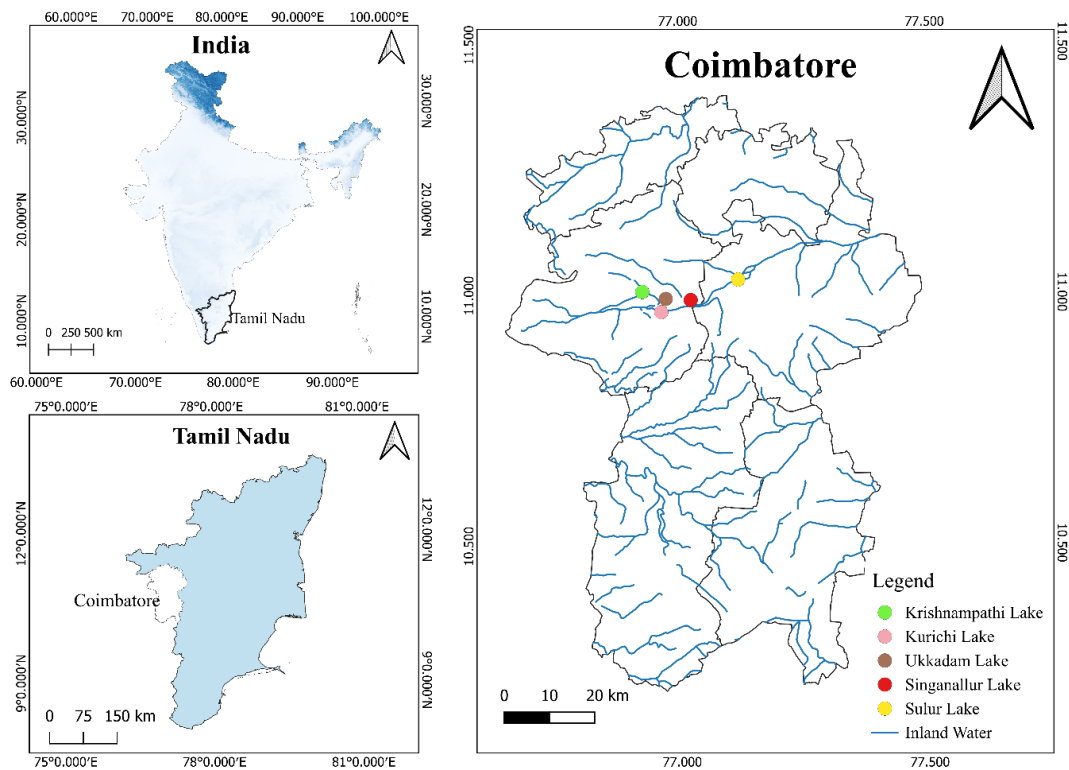 60.000°E 70.000°E 80.000°E 90.000°E 100.000°E
India
30.000°N
20.000°N
10.000°N
30.000°N
20.000°N
10.000°N
Tamil Nadu
0 250 500 km
60.000°E 70.000°E 80.000°E 90.000°E
75°0.000'E 78°0.000'E 81°0.000'E
Tamil Nadu
12°0.000'N
9°0.000'N
12°0.000'N
9°0.000'N
Coimbatore
0 75 150 km
75°0.000'E 78°0.000'E 81°0.000'E
77.000 77.500
Coimbatore
11.500
11.000
10.500
11.500
11.000
10.500
Legend
Krishnampathi Lake
Kurichi Lake
Ukkadam Lake
Singanallur Lake
Sulur Lake
Inland Water
0 10 20 km
77.000 77.500